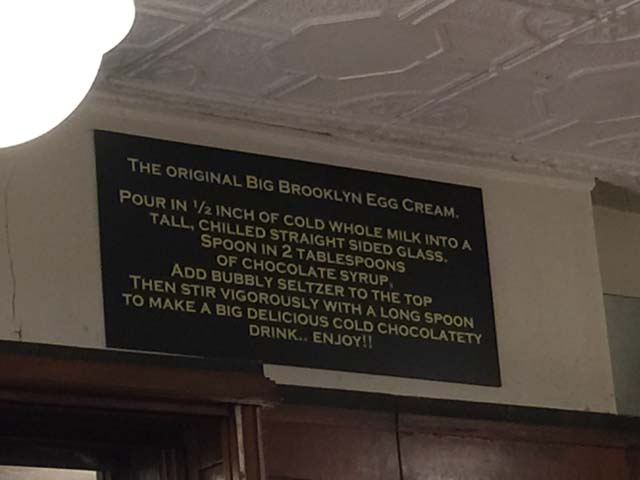 The original Big Brooklyn Egg Cream.
Pour in ½ inch of cold whole milk into a
tall, chilled straight sided glass.
Spoon in 2 tablespoons
of chocolate syrup,
Add bubbly seltzer to the top
Then stir vigorously with a long spoon
to make a big delicious cold chocolatety
drink.. Enjoy!!